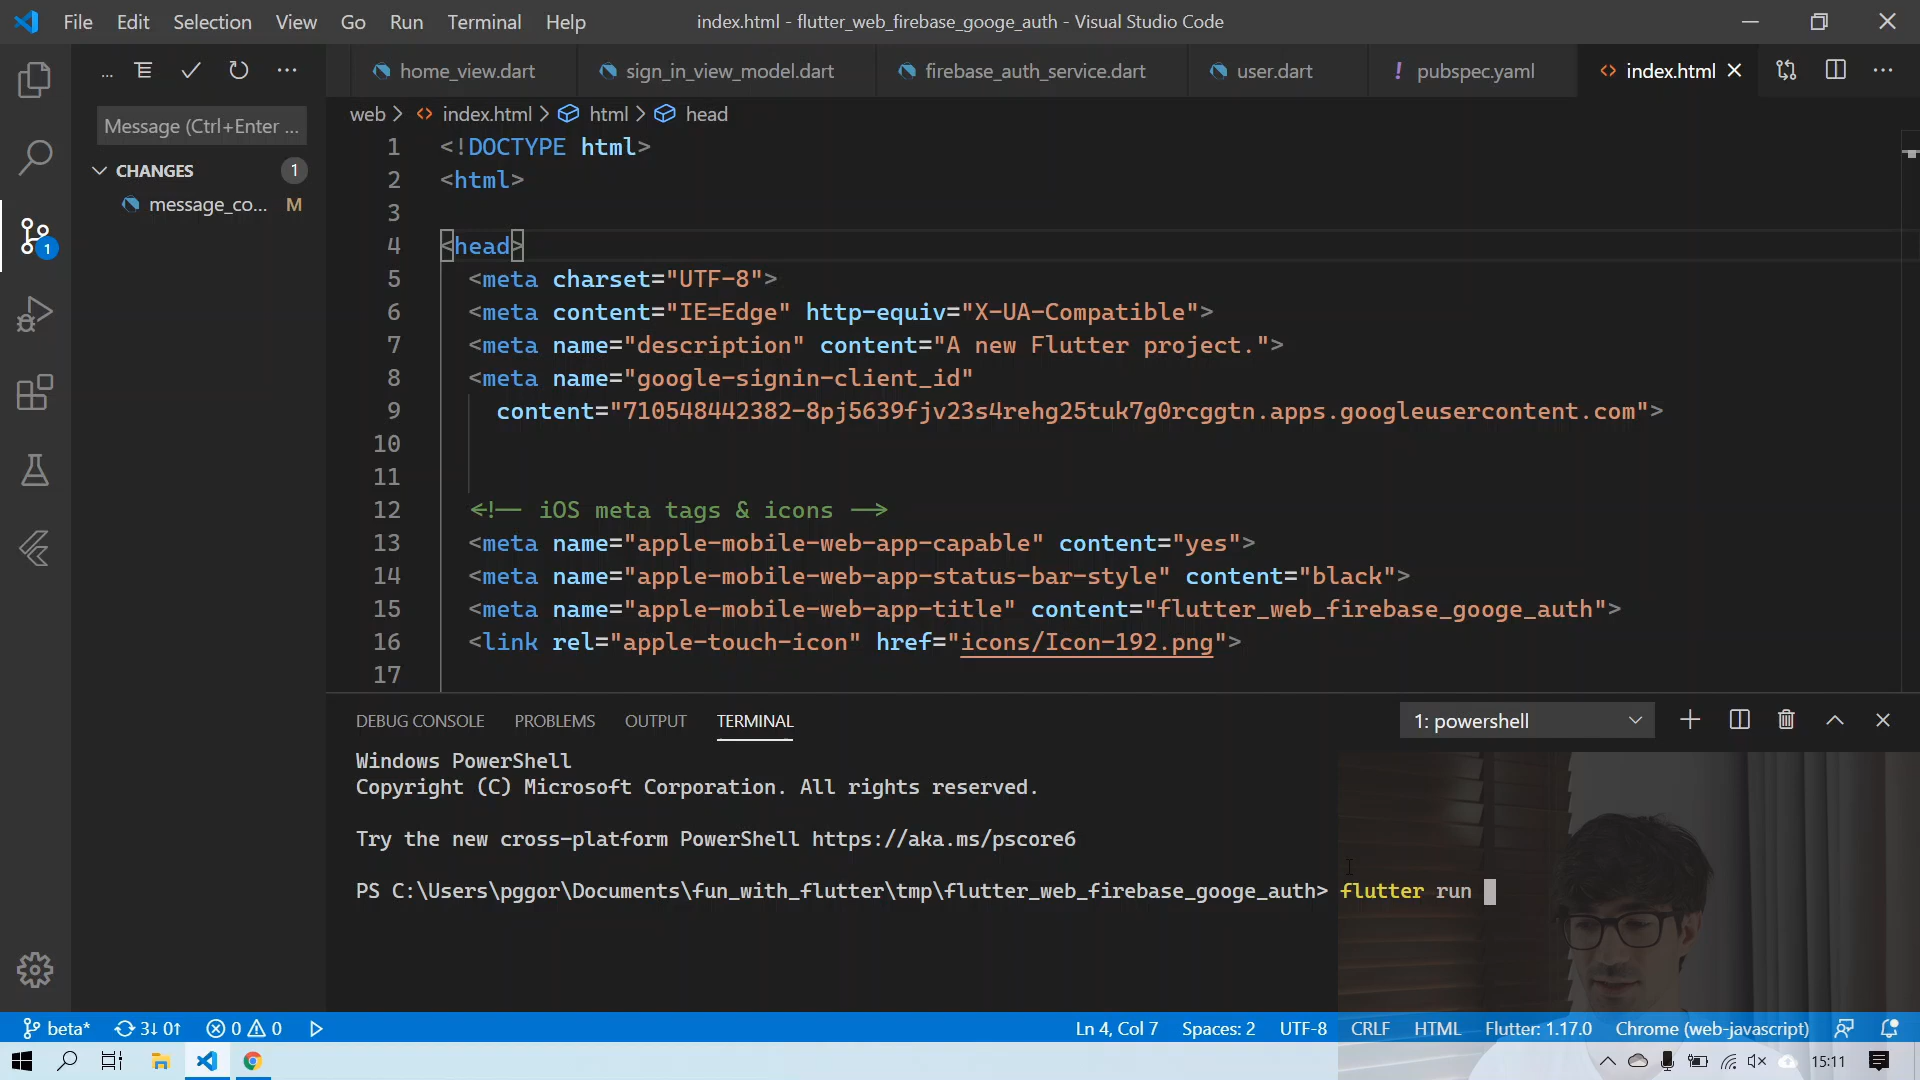 File Edit Selection View Go Run Terminal Help
index.html - flutter_web_firebase_googe_auth - Visual Studio Code
... 
home_view.dart
sign_in_view_model.dart
firebase_auth_service.dart
user.dart
! pubspec.yaml
<> index.html
Message (Ctrl+Enter ...
web > <> index.html > html > head
CHANGES 1
message_co... M
1
1 <!DOCTYPE html>
2 <html>
3
4 <head>
5 <meta charset="UTF-8">
6 <meta content="IE=Edge" http-equiv="X-UA-Compatible">
7 <meta name="description" content="A new Flutter project.">
8 <meta name="google-signin-client_id"
9 content="710548442382-8pj5639fjv23s4rehg25tuk7g0rcggtn.apps.googleusercontent.com">
10
11
12 <!-- iOS meta tags & icons -->
13 <meta name="apple-mobile-web-app-capable" content="yes">
14 <meta name="apple-mobile-web-app-status-bar-style" content="black">
15 <meta name="apple-mobile-web-app-title" content="flutter_web_firebase_googe_auth">
16 <link rel="apple-touch-icon" href="icons/Icon-192.png">
17
DEBUG CONSOLE PROBLEMS OUTPUT TERMINAL
1: powershell
Windows PowerShell
Copyright (C) Microsoft Corporation. All rights reserved.
Try the new cross-platform PowerShell https://aka.ms/pscore6
PS C:\Users\pggor\Documents\fun_with_flutter\tmp\flutter_web_firebase_googe_auth> flutter run
beta* 3↓ 0↑ 0 0
Ln 4, Col 7 Spaces: 2 UTF-8 CRLF HTML Flutter: 1.17.0 Chrome (web-javascript)
15:11